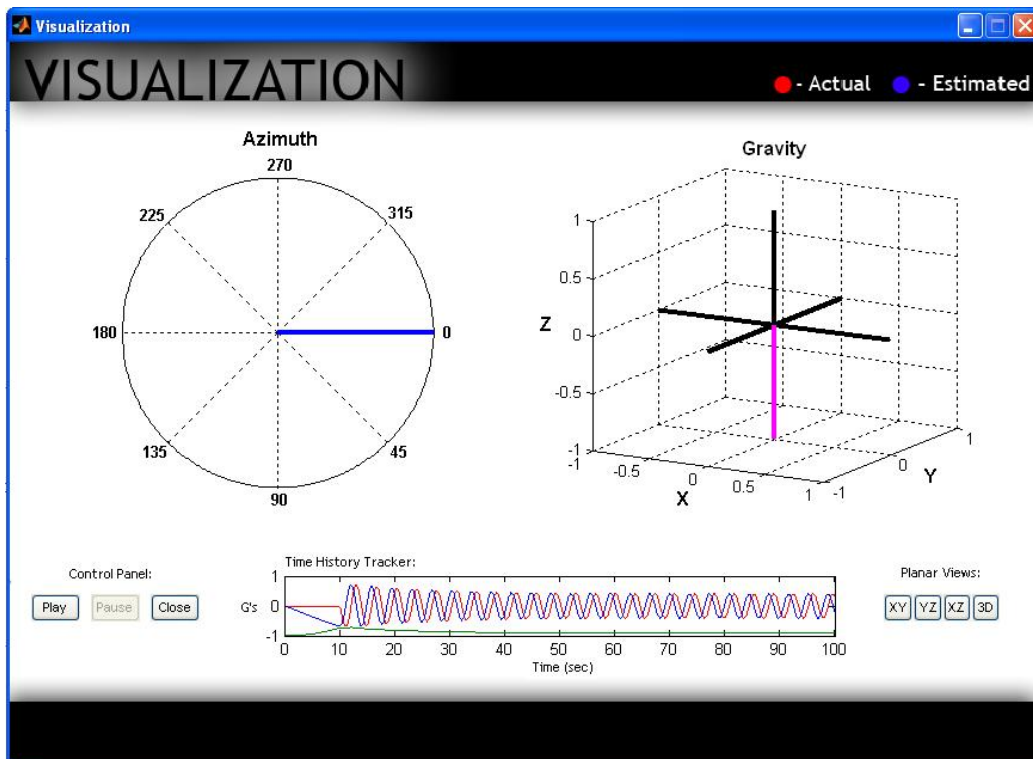 Visualization
VISUALIZATION
- Actual - Estimated
Azimuth
270
225 315
180 0
135 45
90
Gravity
1
0.5
Z 0
-0.5
-1
-1 -0.5 0 0.5 1
X
-1 0 1
Y
Control Panel:
Play Pause Close
Time History Tracker:
1
G's 0
-1
0 10 20 30 40 50 60 70 80 90 100
Time (sec)
Planar Views:
XY YZ XZ 3D